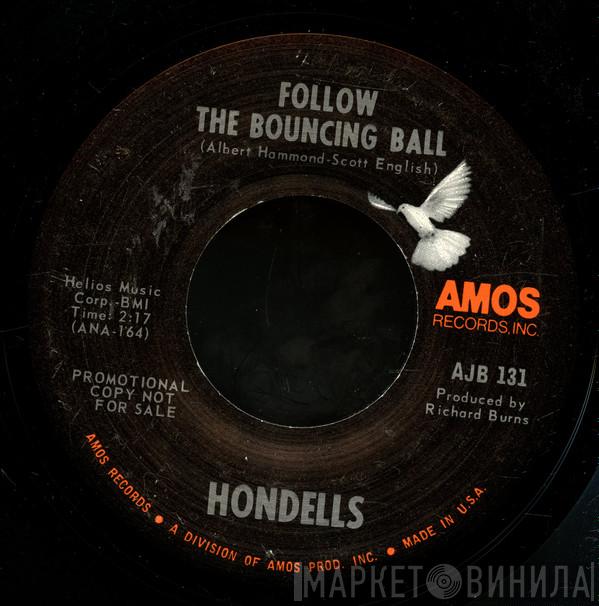 FOLLOW
THE BOUNCING BALL
(Albert Hammond-Scott English)
AMOS
RECORDS, INC.
Helios Music
Corp.-BMI
Time: 2:17
(ANA-164)
AJB 131
Produced by
Richard Burns
PROMOTIONAL
COPY NOT
FOR SALE
HONDELLS
AMOS RECORDS • A DIVISION OF AMOS PROD. INC. • MADE IN U.S.A.
МАРКЕТ ВИНИЛА